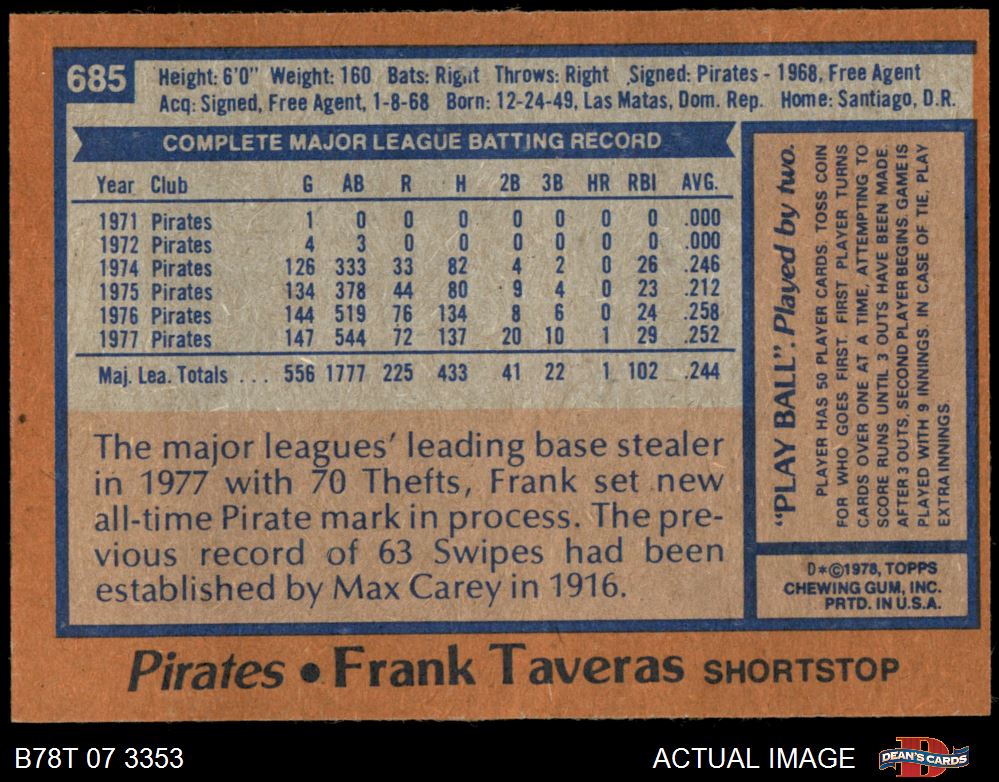 685
Height: 6'0" Weight: 160 Bats: Right Throws: Right Signed: Pirates - 1968, Free Agent
Acq: Signed, Free Agent, 1-8-68 Born: 12-24-49, Las Matas, Dom. Rep. Home: Santiago, D.R.
COMPLETE MAJOR LEAGUE BATTING RECORD
Year Club G AB R H 2B 3B HR RBI AVG.
1971 Pirates 1 0 0 0 0 0 0 0 .000
1972 Pirates 4 3 0 0 0 0 0 0 .000
1974 Pirates 126 333 33 82 4 2 0 26 .246
1975 Pirates 134 378 44 80 9 4 0 23 .212
1976 Pirates 144 519 76 134 8 6 0 24 .258
1977 Pirates 147 544 72 137 20 10 1 29 .252
Maj. Lea. Totals ... 556 1777 225 433 41 22 1 102 .244
The major leagues' leading base stealer
in 1977 with 70 Thefts, Frank set new
all-time Pirate mark in process. The pre-
vious record of 63 Swipes had been
established by Max Carey in 1916.
"PLAY BALL". Played by two.
PLAYER HAS 50 PLAYER CARDS. TOSS COIN
FOR WHO GOES FIRST. FIRST PLAYER TURNS
CARDS OVER ONE AT A TIME, ATTEMPTING TO
SCORE RUNS UNTIL 3 OUTS HAVE BEEN MADE.
AFTER 3 OUTS, SECOND PLAYER BEGINS. GAME IS
PLAYED WITH 9 INNINGS. IN CASE OF TIE, PLAY
EXTRA INNINGS.
D*©1978, TOPPS
CHEWING GUM, INC.
PRTD. IN U.S.A.
Pirates • Frank Taveras SHORTSTOP
B78T 07 3353
ACTUAL IMAGE
DEAN'S CARDS